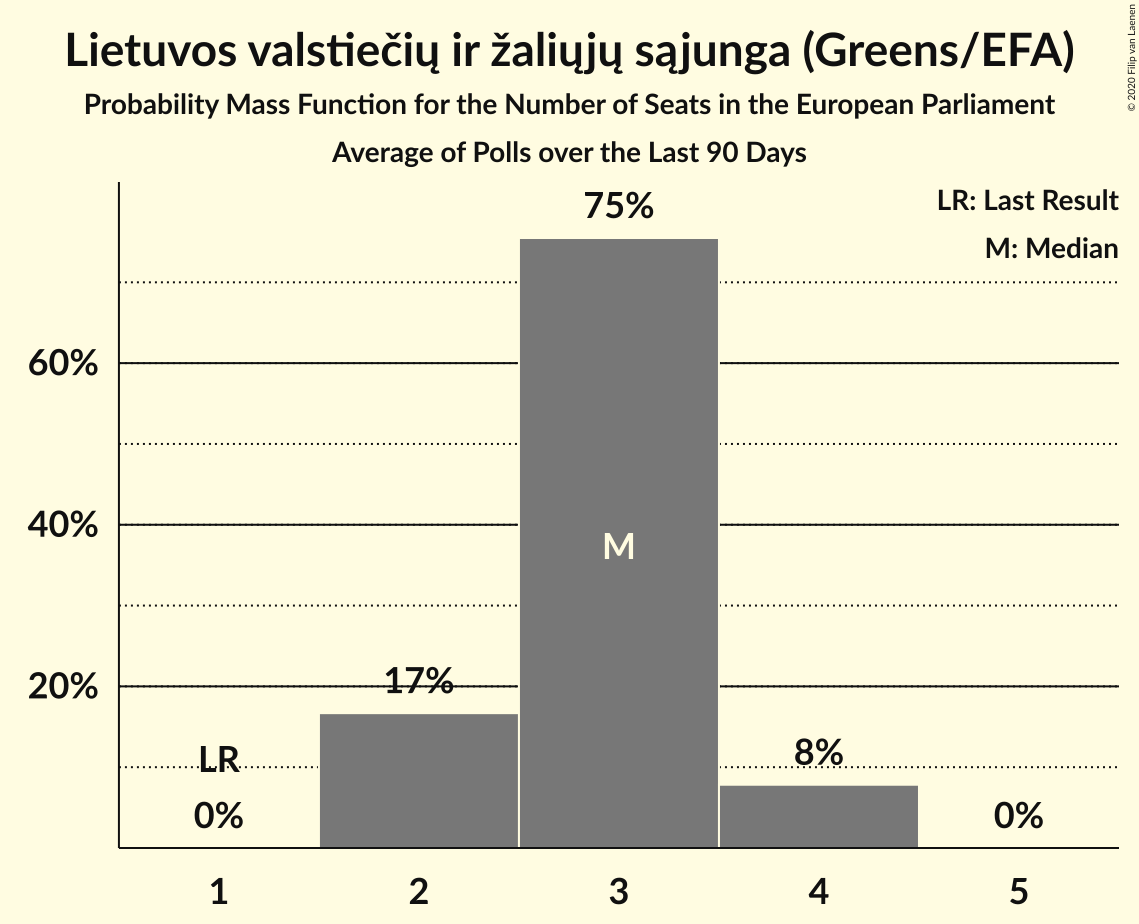 Lietuvos valstiečių ir žaliųjų sąjunga (Greens/EFA)
Probability Mass Function for the Number of Seats in the European Parliament
Average of Polls over the Last 90 Days
© 2020 Filip van Laenen
LR: Last Result
M: Median
75%
60%
40%
M
20%
17%
LR
8%
0%
0%
1
2
3
4
5